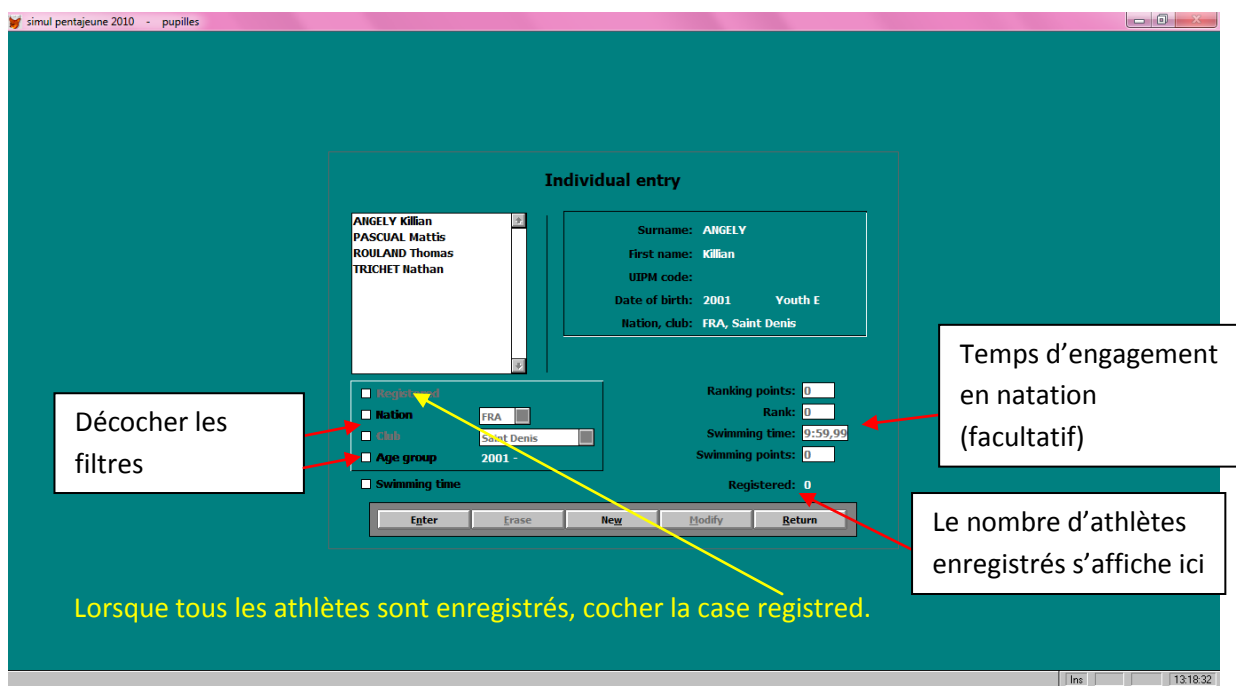 simul pentajeune 2010 - pupilles
Individual entry
ANGELY Killian
PASCUAL Mattis
ROULAND Thomas
TRICHET Nathan
Surname: ANGELY
First name: Killian
UIPM code:
Date of birth: 2001 Youth E
Nation, club: FRA, Saint Denis
Registered
Nation FRA
Club Saint Denis
Age group 2001 -
Swimming time
Ranking points: 0
Rank: 0
Swimming time: 9:59,99
Swimming points: 0
Registered: 0
Enter Erase New Modify Return
Décocher les
filtres
Temps d’engagement
en natation
(facultatif)
Le nombre d’athlètes
enregistrés s’affiche ici
Lorsque tous les athlètes sont enregistrés, cocher la case registred.
Ins 13:18:32